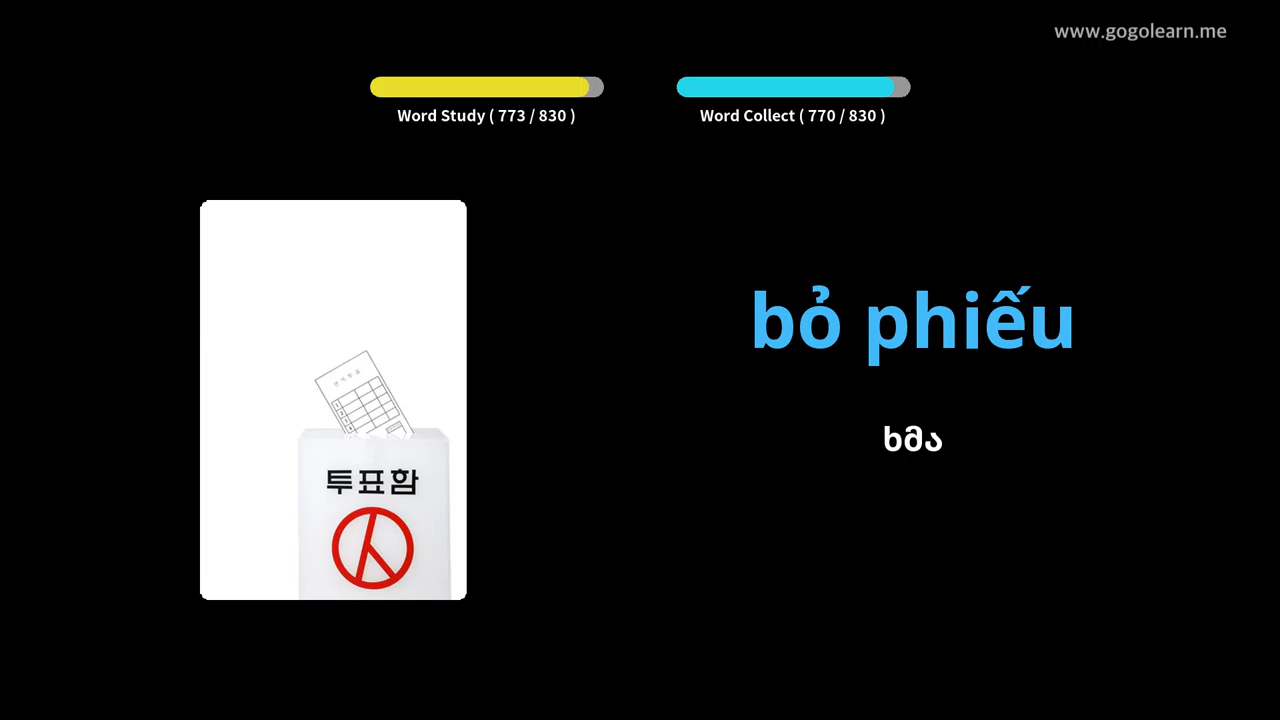 www.gogolearn.me
Word Study ( 773 / 830 )
Word Collect ( 770 / 830 )
bỏ phiếu
ხმა
투표함